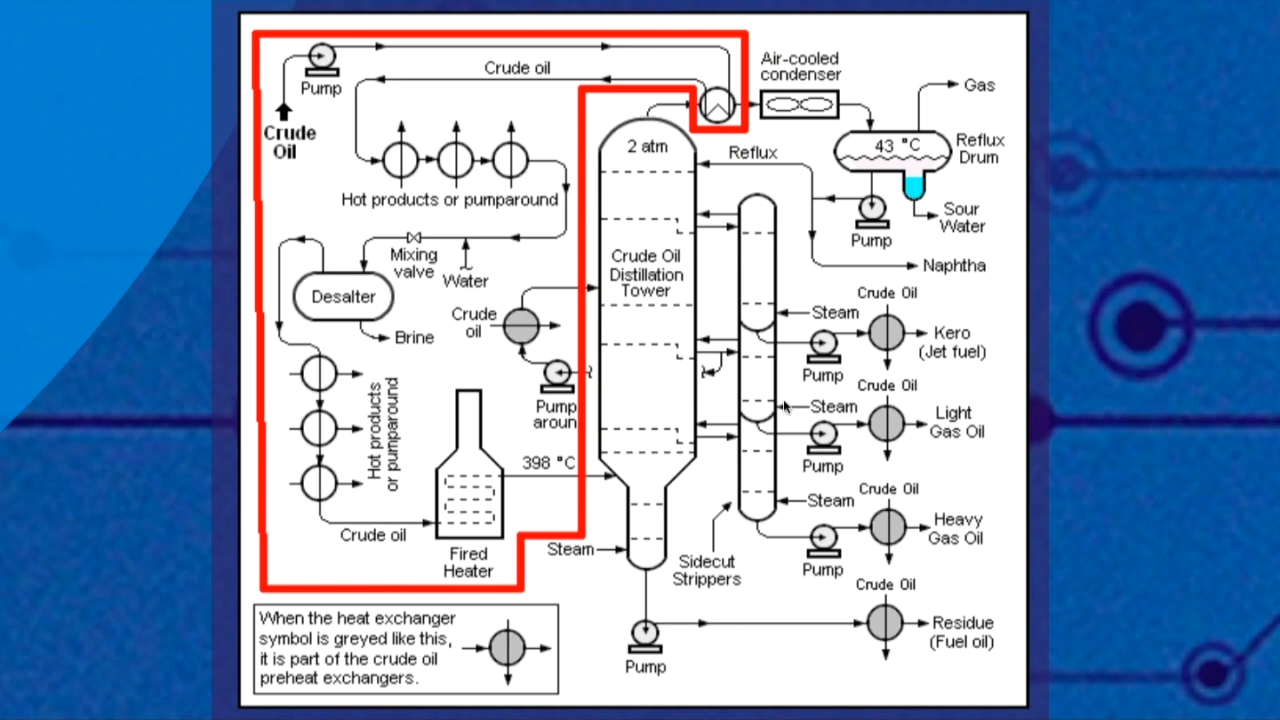 Pump
Crude oil
Crude
Oil
Air-cooled
condenser
Gas
2 atm
Reflux
43 °C
Reflux
Drum
Hot products or pumparound
Pump
Sour
Water
Mixing
valve
Water
Crude Oil
Distillation
Tower
Naphtha
Desalter
Brine
Crude
oil
Steam
Crude Oil
Kero
(Jet fuel)
Pump
Hot products
or pumparound
Pump
aroun
Steam
Crude Oil
Light
Gas Oil
Pump
398 °C
Steam
Crude Oil
Heavy
Gas Oil
Pump
Crude oil
Fired
Heater
Steam
Sidecut
Strippers
Crude Oil
Residue
(Fuel oil)
Pump
When the heat exchanger
symbol is greyed like this,
it is part of the crude oil
preheat exchangers.